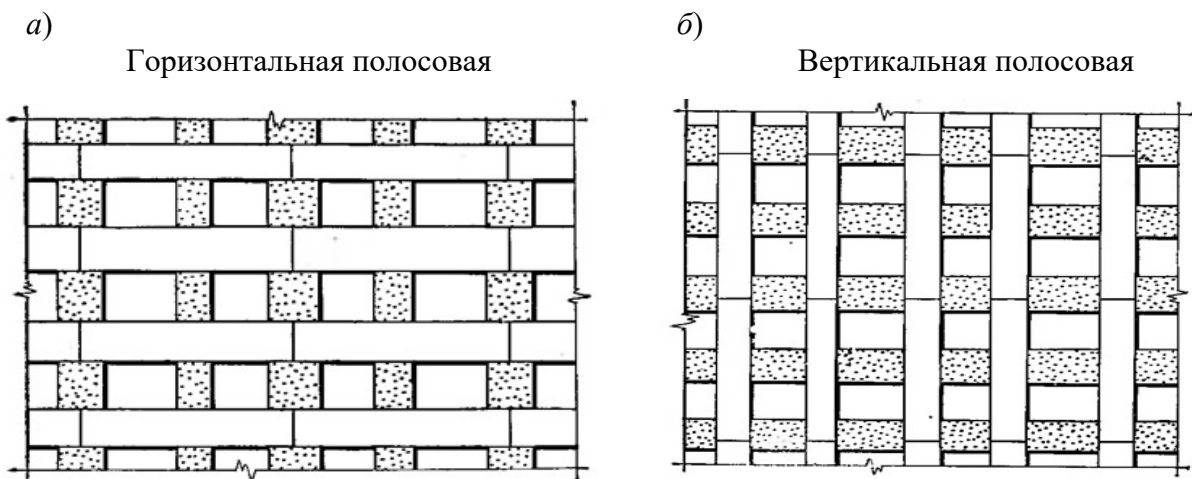 а)
Горизонтальная полосовая
б)
Вертикальная полосовая